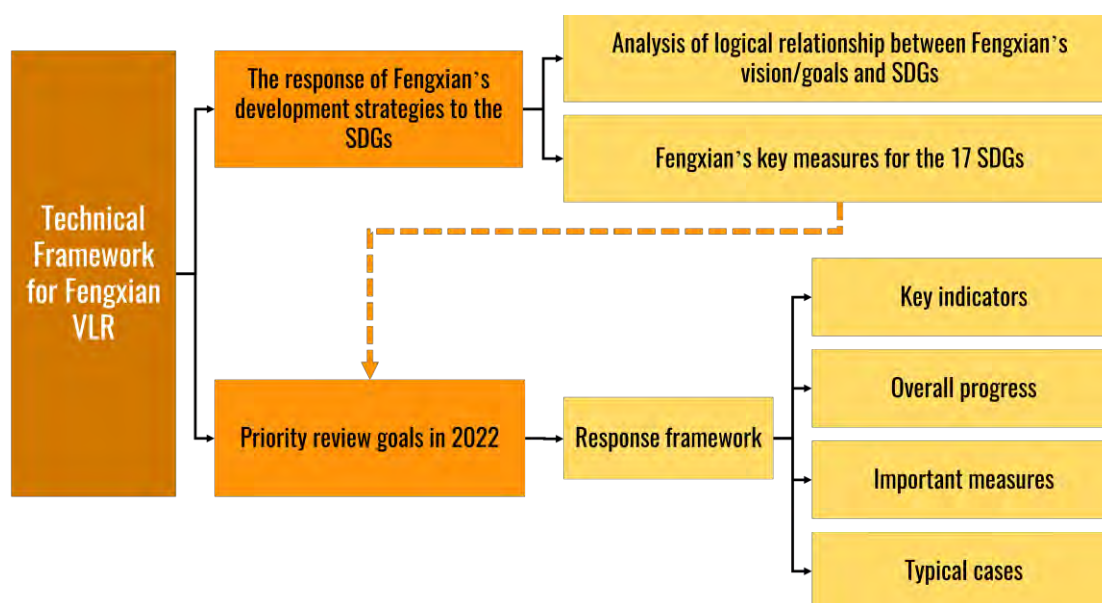 Technical
Framework
for Fengxian
VLR
The response of Fengxian’s
development strategies to the
SDGs
Analysis of logical relationship between Fengxian’s
vision/goals and SDGs
Fengxian’s key measures for the 17 SDGs
Priority review goals in 2022
Response framework
Key indicators
Overall progress
Important measures
Typical cases